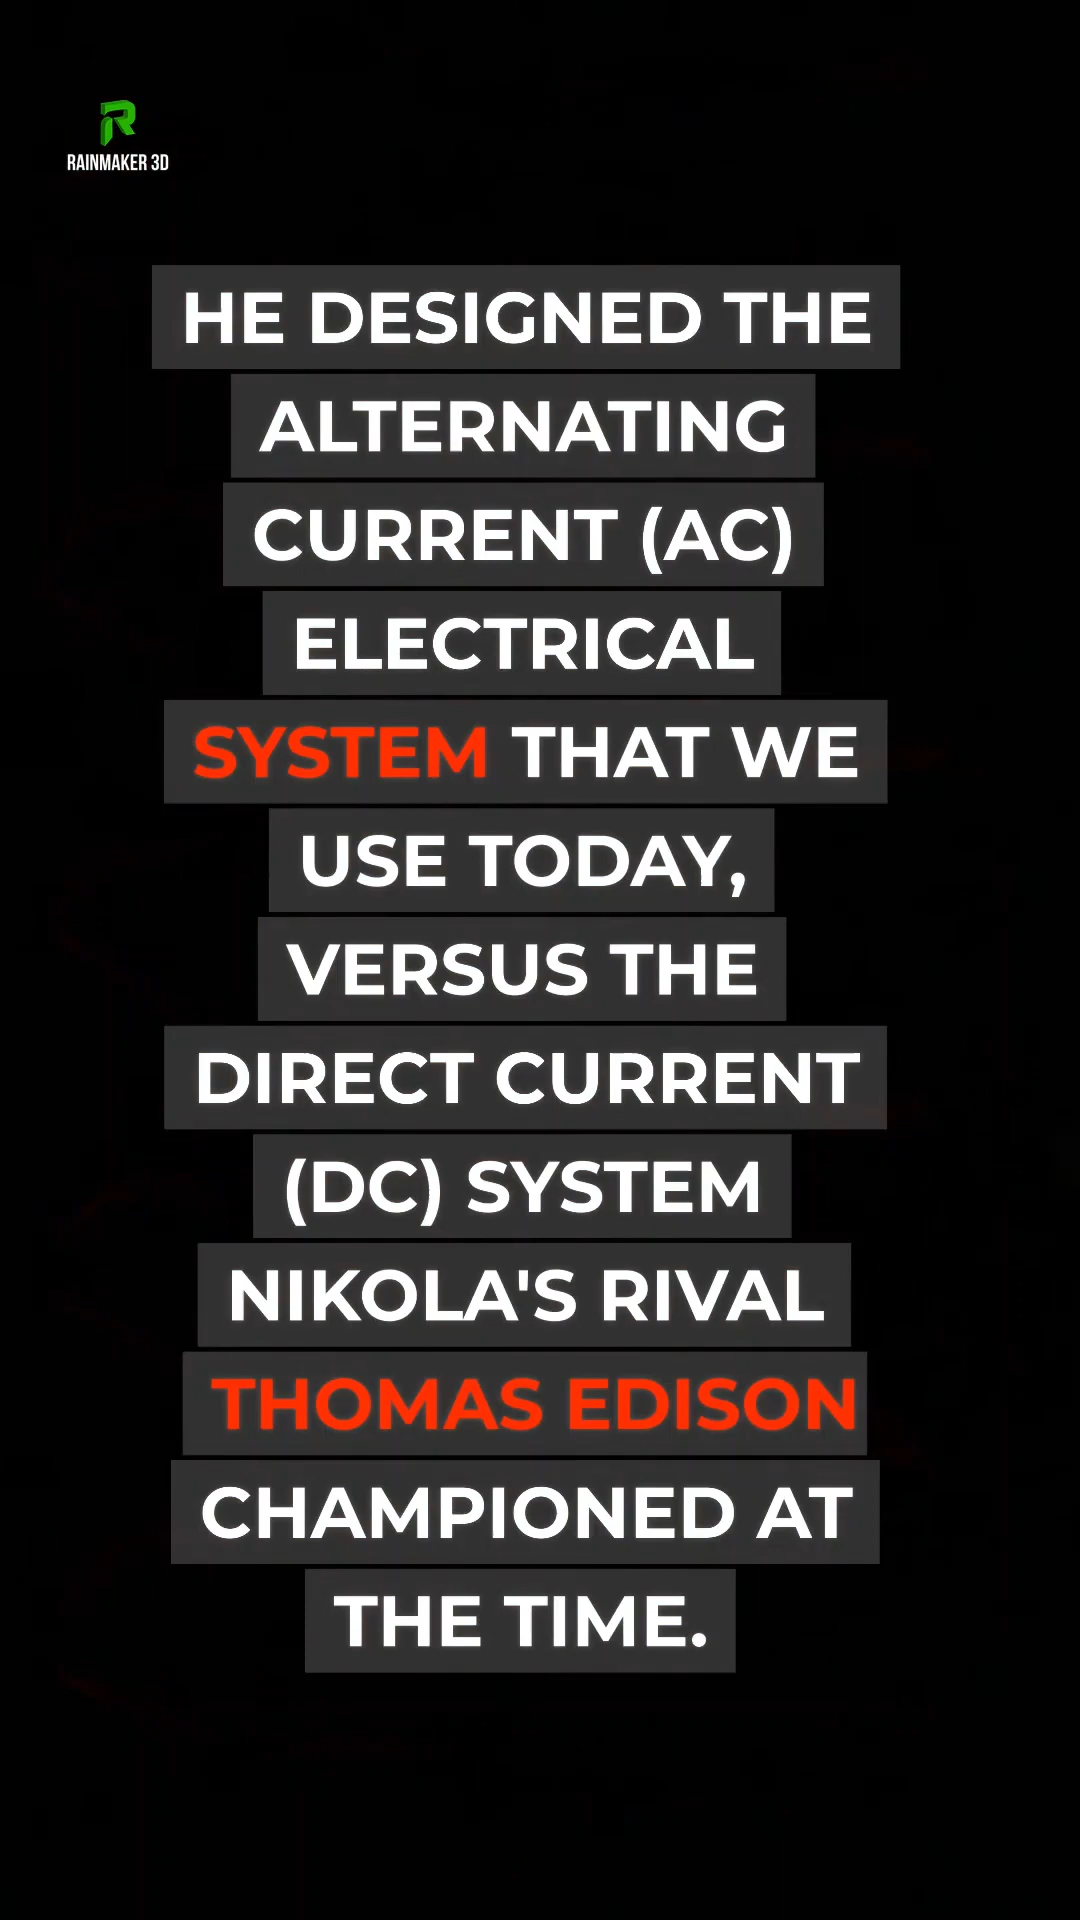 RAINMAKER 3D
HE DESIGNED THE
ALTERNATING
CURRENT (AC)
ELECTRICAL
SYSTEM THAT WE
USE TODAY,
VERSUS THE
DIRECT CURRENT
(DC) SYSTEM
NIKOLA'S RIVAL
THOMAS EDISON
CHAMPIONED AT
THE TIME.